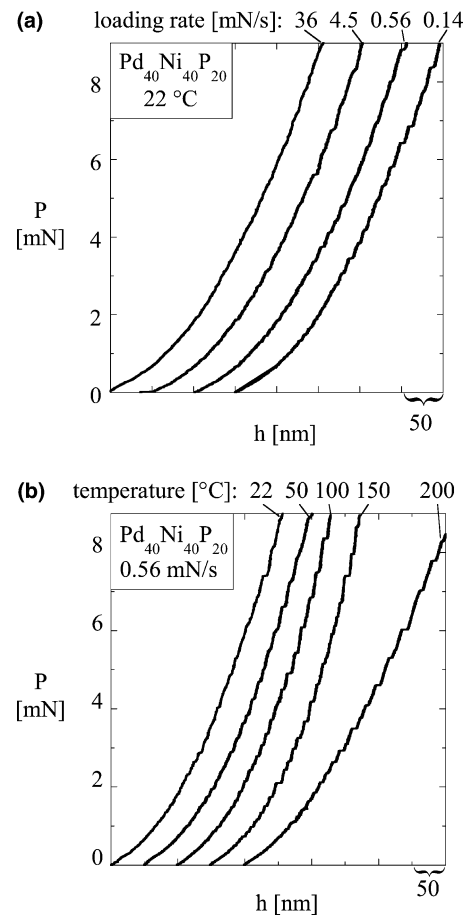 (a) loading rate [mN/s]: 36 4.5 0.56 0.14
8
Pd40Ni40P20
22 °C
6
P
[mN]
4
2
0
50
h [nm]
(b) temperature [°C]: 22 50 100 150 200
8
Pd40Ni40P20
0.56 mN/s
6
P
[mN]
4
2
0
50
h [nm]